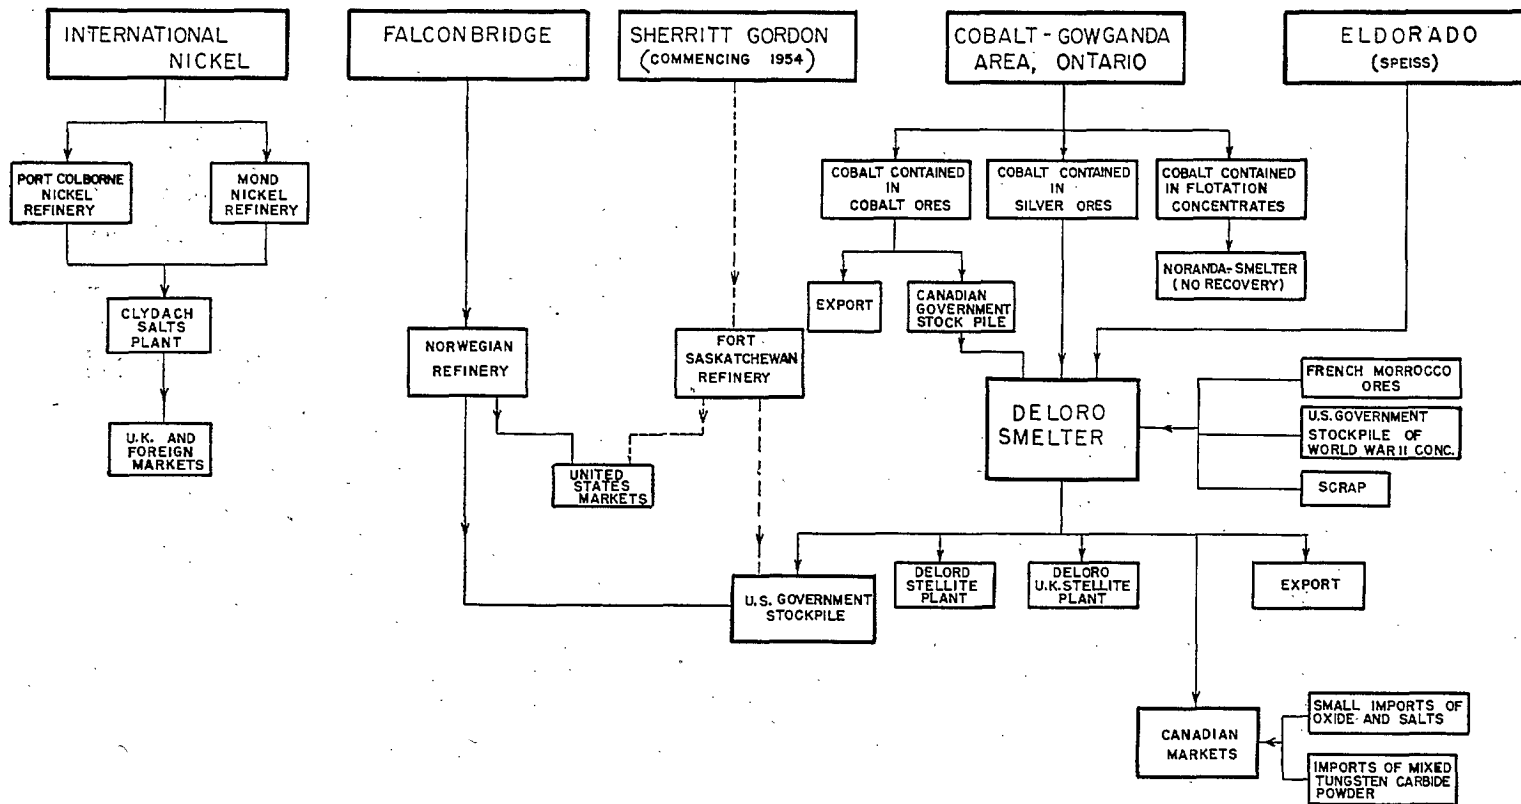 INTERNATIONAL
NICKEL
FALCONBRIDGE
SHERRITT GORDON
(COMMENCING 1954)
COBALT - GOWGANDA
AREA, ONTARIO
ELDORADO
(SPEISS)
PORT COLBORNE
NICKEL
REFINERY
MOND
NICKEL
REFINERY
COBALT CONTAINED
IN
COBALT ORES
COBALT CONTAINED
IN
SILVER ORES
COBALT CONTAINED
IN FLOTATION
CONCENTRATES
EXPORT
CANADIAN
GOVERNMENT
STOCK PILE
NORANDA-SMELTER
(NO RECOVERY)
CLYDACH
SALTS
PLANT
NORWEGIAN
REFINERY
FORT
SASKATCHEWAN
REFINERY
U.K. AND
FOREIGN
MARKETS
UNITED
STATES
MARKETS
DELORO
SMELTER
FRENCH MORROCCO
ORES
U.S. GOVERNMENT
STOCKPILE OF
WORLD WAR II CONC.
SCRAP
U.S. GOVERNMENT
STOCKPILE
DELORD
STELLITE
PLANT
DELORO
U.K. STELLITE
PLANT
EXPORT
CANADIAN
MARKETS
SMALL IMPORTS OF
OXIDE AND SALTS
IMPORTS OF MIXED
TUNGSTEN CARBIDE
POWDER